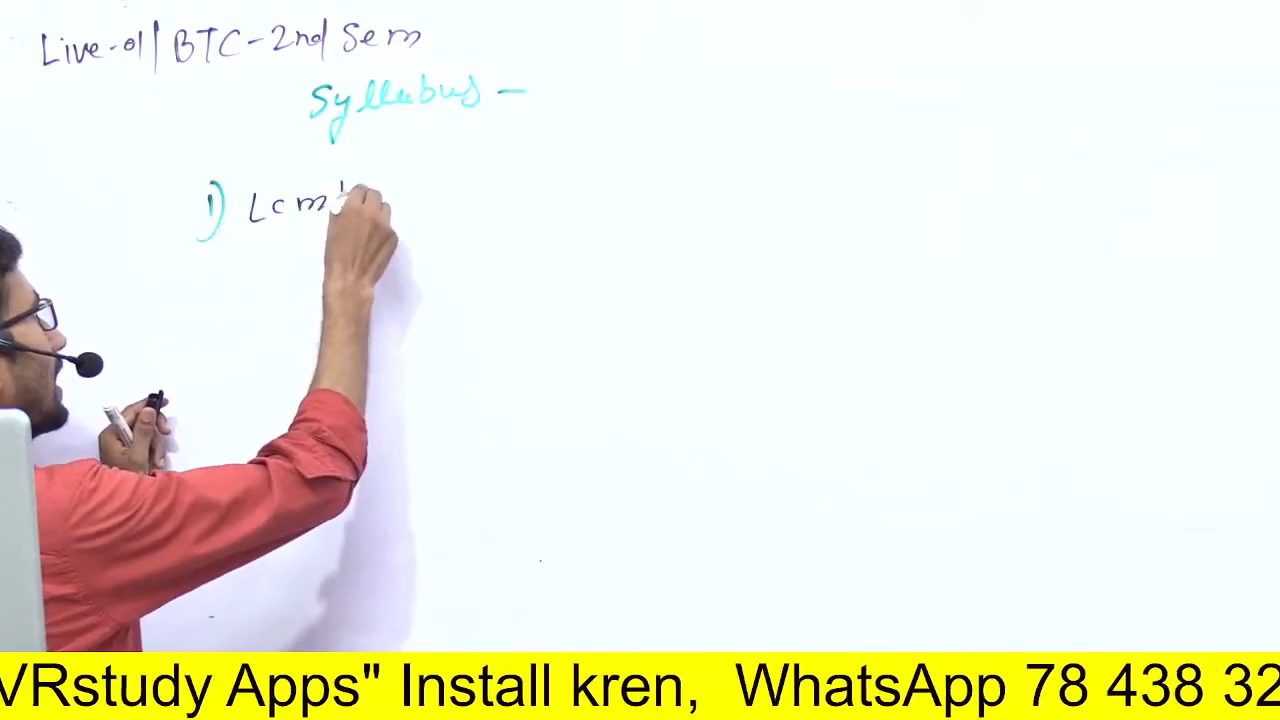 Live-01/ BTC-2nd Sem
Syllabus -
1) Lcm
VRstudy Apps" Install kren, WhatsApp 78 438 32